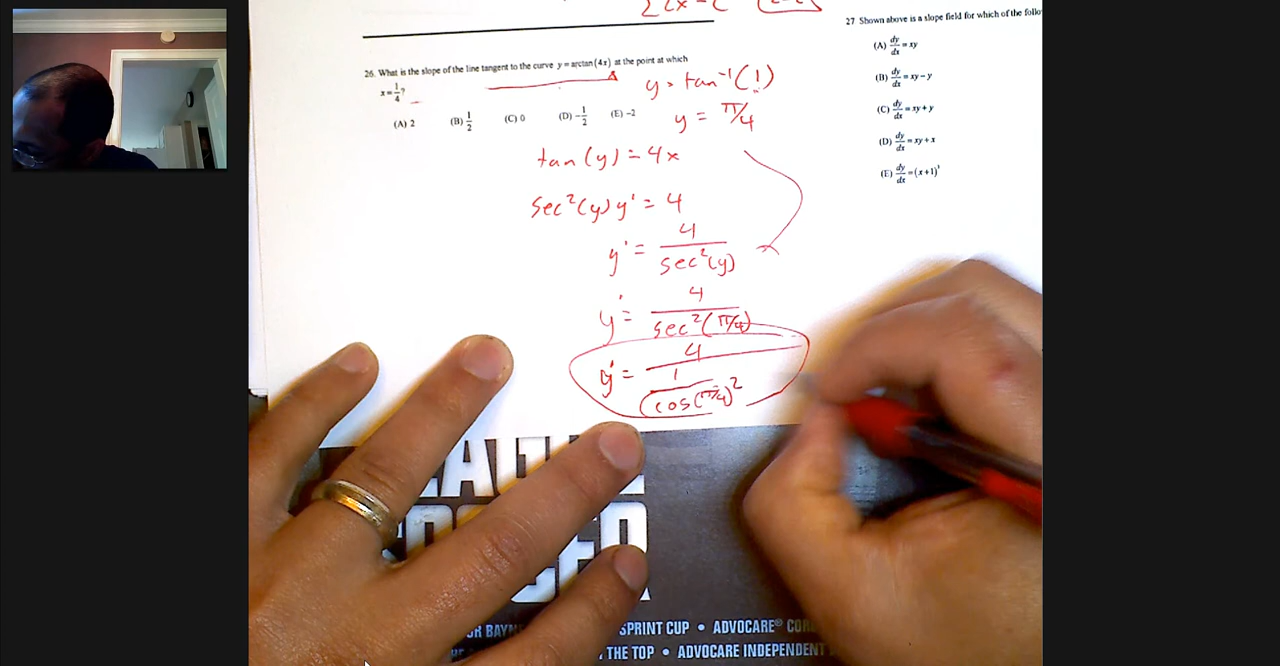 26. What is the slope of the line tangent to the curve y = arctan (4x) at the point at which
x = 1/4 ?
(A) 2 (B) 1/2 (C) 0 (D) -1/2 (E) -2
y = tan⁻¹(1)
y = π/4
tan(y) = 4x
sec²(y) y' = 4
y' = 4/sec²(y)
y' = 4/sec²(π/4)
y' = 4/(1/cos(π/4)²)
27 Shown above is a slope field for which of the follo
(A) dy/dx = xy
(B) dy/dx = xy - y
(C) dy/dx = xy + y
(D) dy/dx = xy + x
(E) dy/dx = (x + 1)³
SPRINT CUP • ADVOCARE® CO
THE TOP • ADVOCARE INDEPENDENT